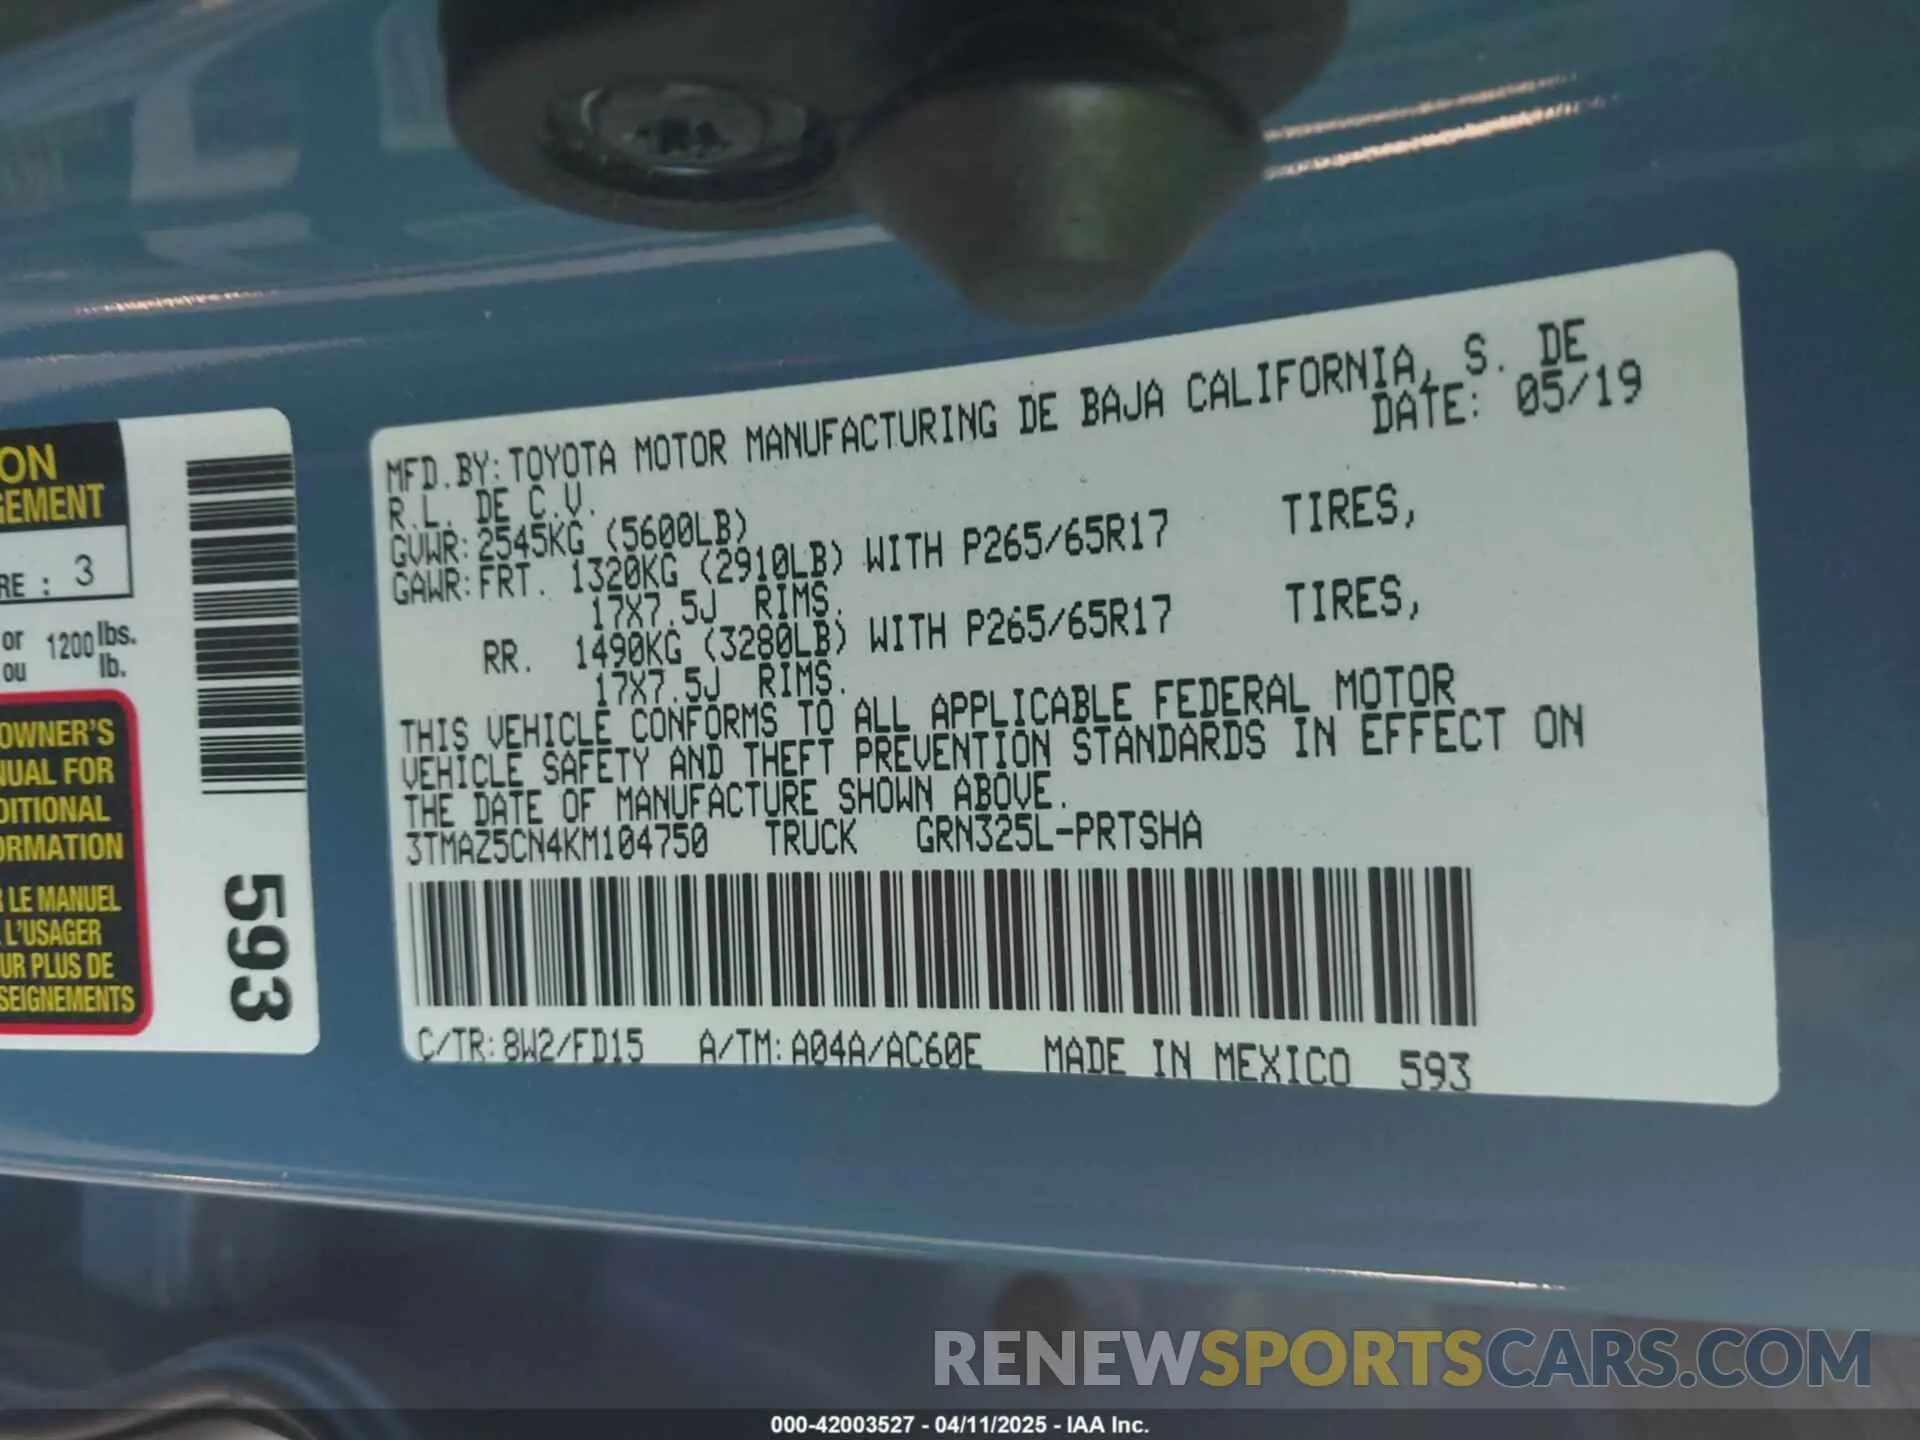 ON
GEMENT
RE : 3
or
ou
1200 lbs.
lb.
OWNER'S
NUAL FOR
DITIONAL
ORMATION
R LE MANUEL
L'USAGER
UR PLUS DE
SEIGNEMENTS
593
MFD.BY:TOYOTA MOTOR MANUFACTURING DE BAJA CALIFORNIA, S. DE
R.L. DE C.V. DATE: 05/19
GVWR:2545KG (5600LB)
GAWR:FRT. 1320KG (2910LB) WITH P265/65R17 TIRES,
17X7.5J RIMS.
RR. 1490KG (3280LB) WITH P265/65R17 TIRES,
17X7.5J RIMS.
THIS VEHICLE CONFORMS TO ALL APPLICABLE FEDERAL MOTOR
VEHICLE SAFETY AND THEFT PREVENTION STANDARDS IN EFFECT ON
THE DATE OF MANUFACTURE SHOWN ABOVE.
3TMAZ5CN4KM104750 TRUCK GRN325L-PRTSHA
C/TR:8W2/FD15 A/TM:A04A/AC60E MADE IN MEXICO 593
RENEWSPORTSCARS.COM
000-42003527 - 04/11/2025 - IAA Inc.